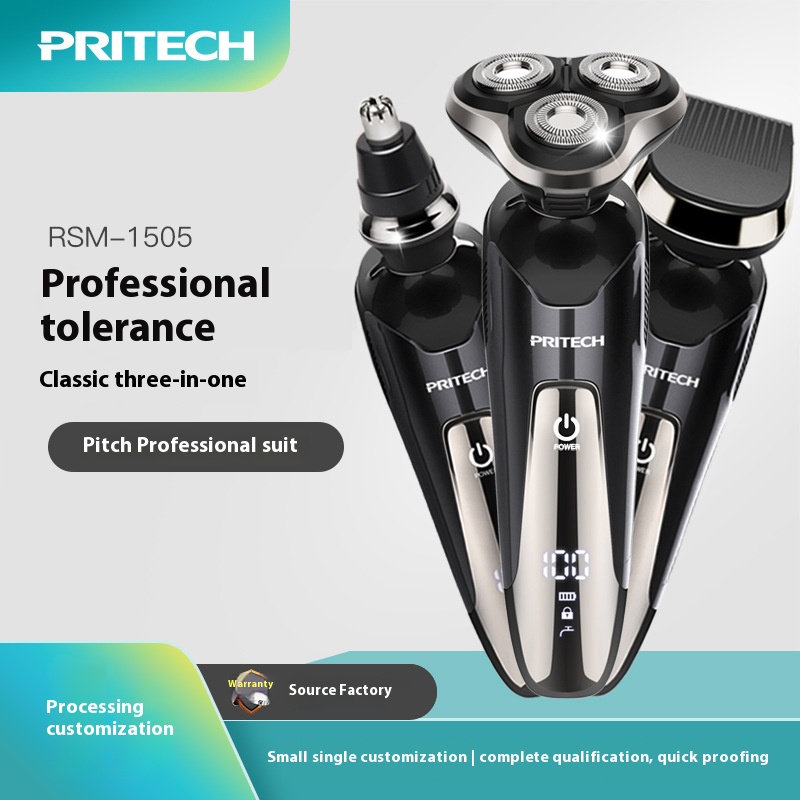 PRITECH
RSM-1505
Professional
tolerance
Classic three-in-one
Pitch Professional suit
PRITECH
PRITECH
PRITECH
POWER
POWER
POWER
100
Processing
customization
Warranty
Source Factory
Small single customization | complete qualification, quick proofing